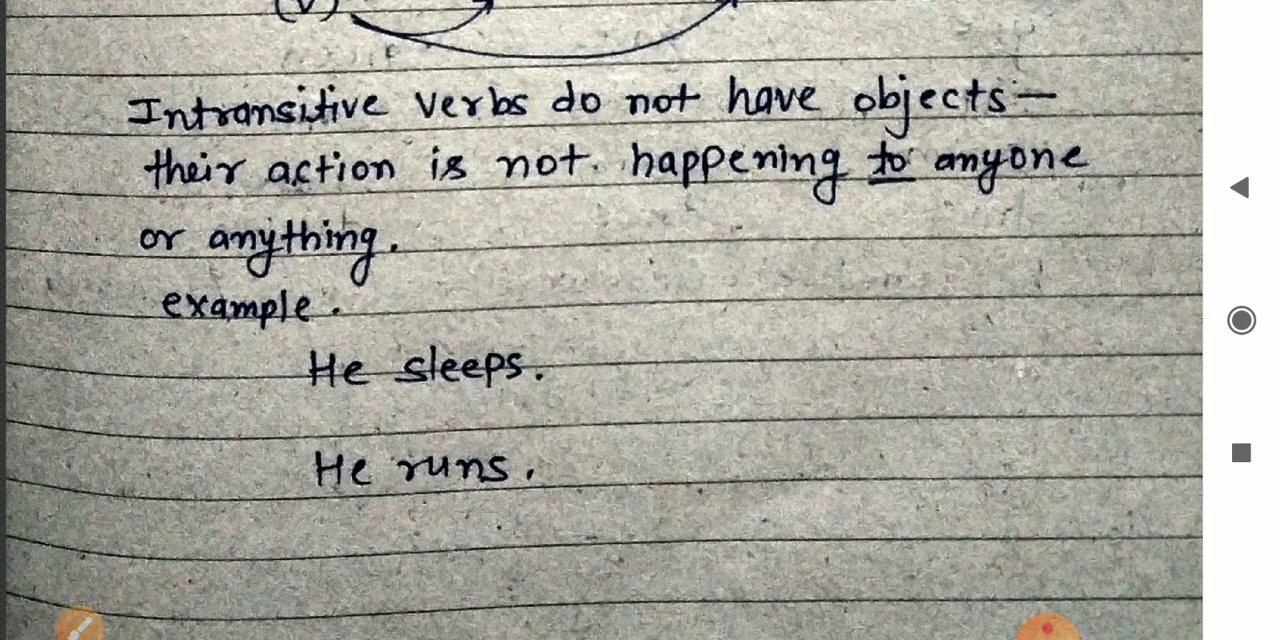 (V)
Intransitive verbs do not have objects—
their action is not. happening to anyone
or anything.
example.
He sleeps.
He runs.